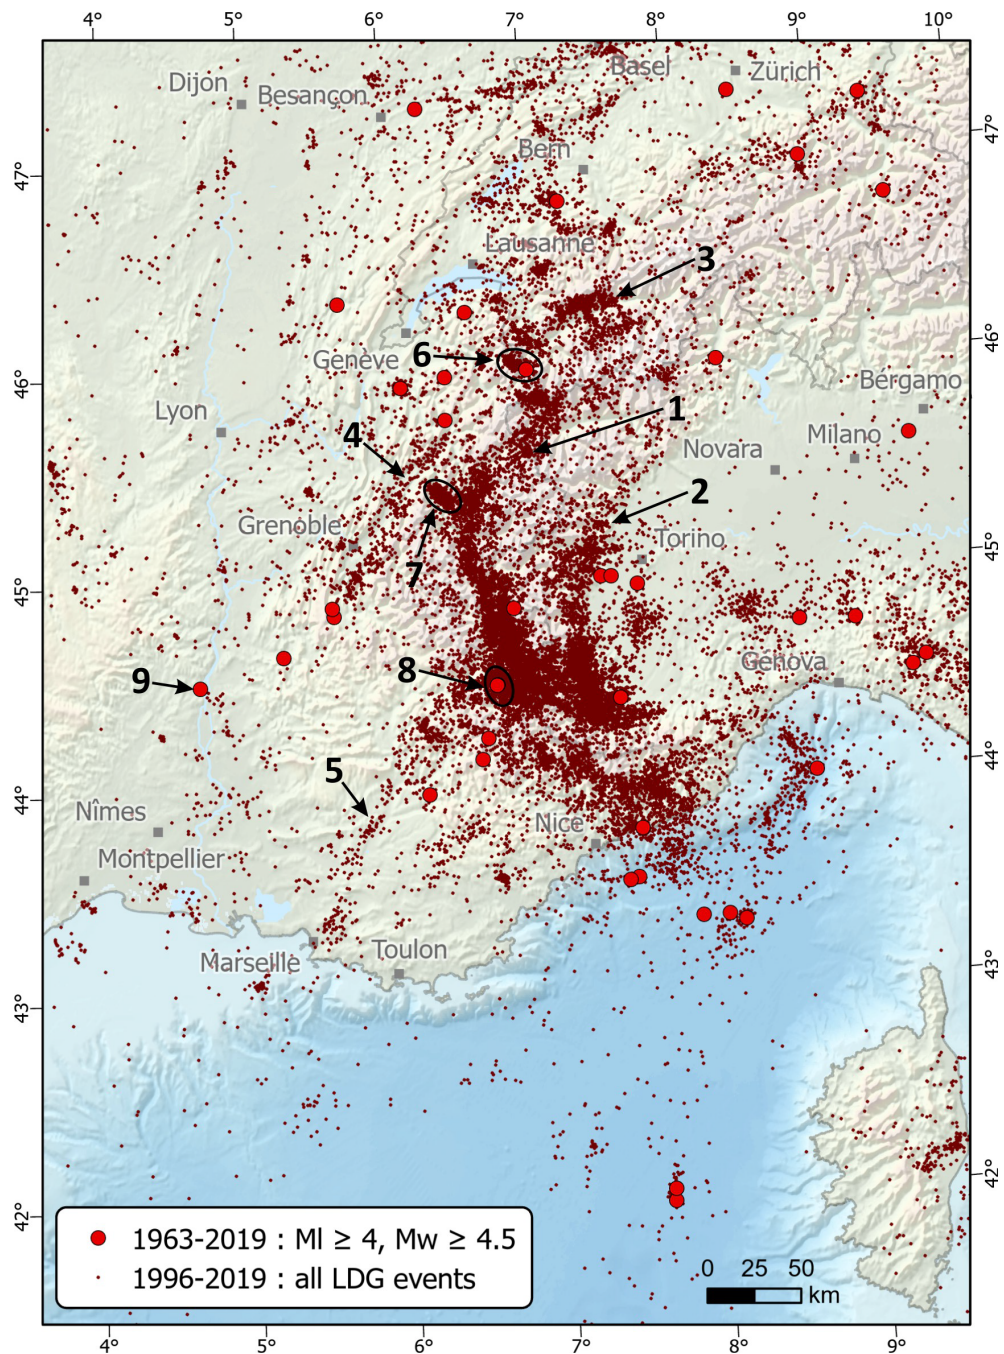 4° 5° 6° 7° 8° 9° 10°
Basel
Dijon
Zürich
Besançon
47°
Bern
47°
Lausanne
3
46°
Genève
6
46°
Bergamo
Lyon
1
4
Milano
Novara
2
Grenoble
Torino
45°
7
45°
Génova
8
9
44°
5
44°
Nîmes
Nice
Montpellier
Toulon
Marseille
43°
43°
42°
42°
1963-2019 : Ml ≥ 4, Mw ≥ 4.5
1996-2019 : all LDG events
0 25 50
km
4° 5° 6° 7° 8° 9°